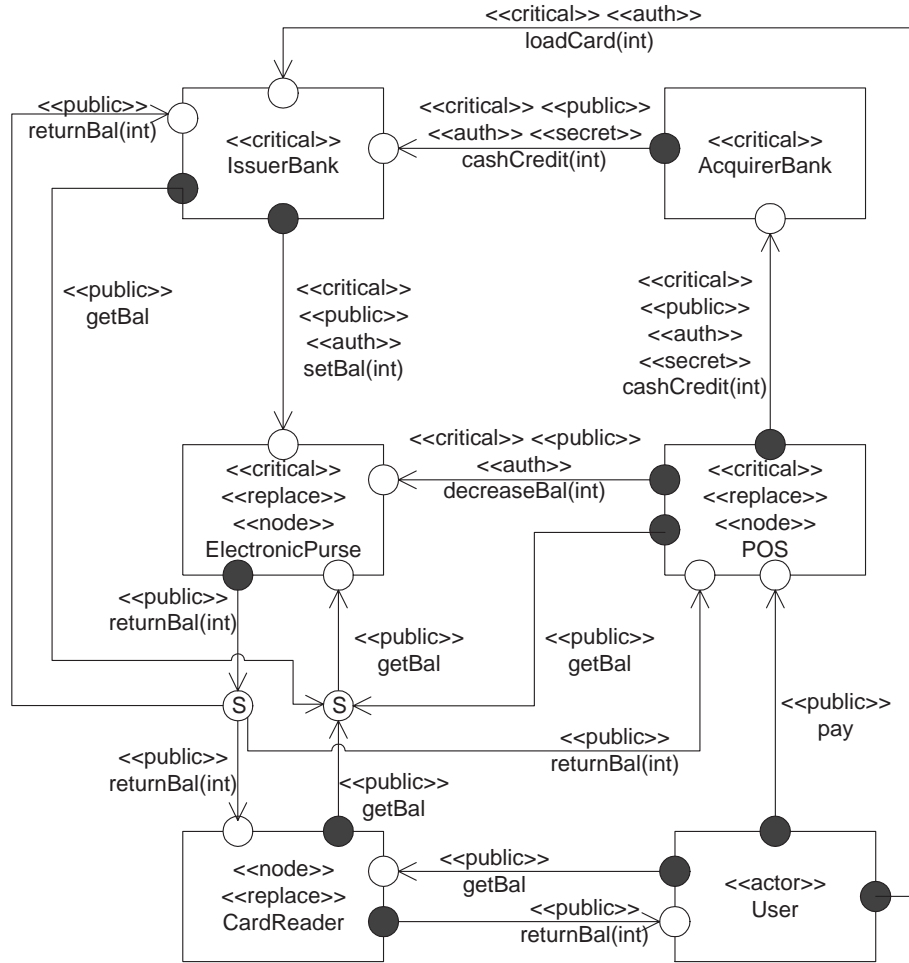 <<critical>> <<auth>>
loadCard(int)
<<public>>
returnBal(int)
<<critical>>
IssuerBank
<<critical>> <<public>>
<<auth>> <<secret>>
cashCredit(int)
<<critical>>
AcquirerBank
<<public>>
getBal
<<critical>>
<<public>>
<<auth>>
setBal(int)
<<critical>>
<<public>>
<<auth>>
<<secret>>
cashCredit(int)
<<critical>>
<<replace>>
<<node>>
ElectronicPurse
<<critical>> <<public>>
<<auth>>
decreaseBal(int)
<<critical>>
<<replace>>
<<node>>
POS
<<public>>
returnBal(int)
<<public>>
getBal
<<public>>
getBal
S
S
<<public>>
pay
<<public>>
returnBal(int)
<<public>>
getBal
<<public>>
returnBal(int)
<<node>>
<<replace>>
CardReader
<<public>>
getBal
<<public>>
returnBal(int)
<<actor>>
User